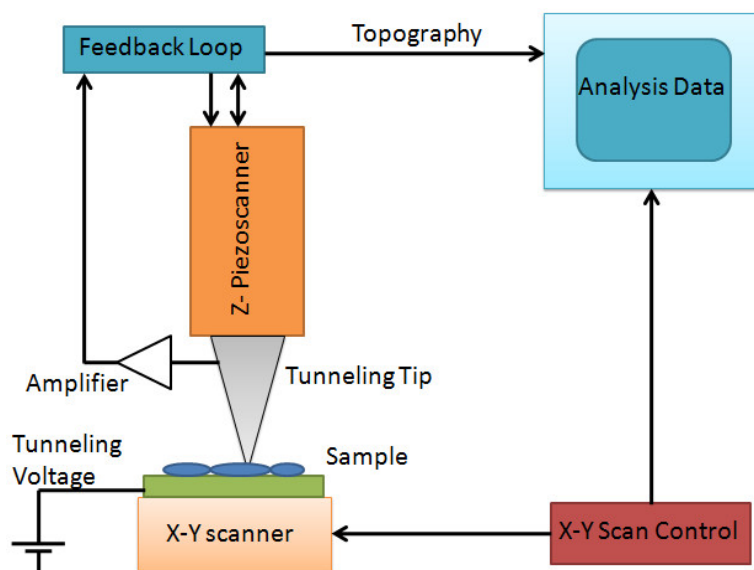 Feedback Loop
Topography
Analysis Data
Z- Piezoscanner
Amplifier
Tunneling Tip
Tunneling
Voltage
Sample
X-Y scanner
X-Y Scan Control